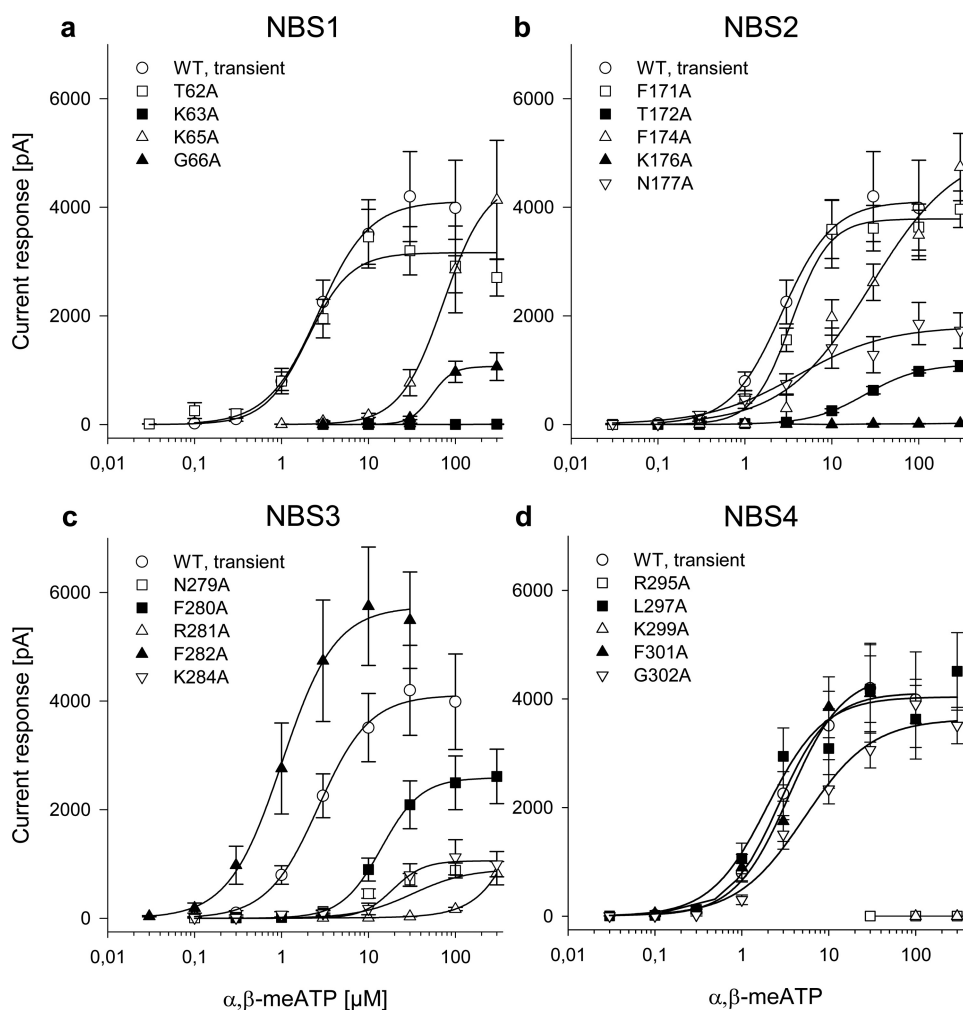 a NBS1
WT, transient
T62A
K63A
K65A
G66A
6000
4000
2000
0
Current response [pA]
0,01 0,1 1 10 100
b NBS2
WT, transient
F171A
T172A
F174A
K176A
N177A
6000
4000
2000
0
0,01 0,1 1 10 100
c NBS3
WT, transient
N279A
F280A
R281A
F282A
K284A
6000
4000
2000
0
Current response [pA]
0,01 0,1 1 10 100
α,β-meATP [µM]
d NBS4
WT, transient
R295A
L297A
K299A
F301A
G302A
6000
4000
2000
0
0,01 0,1 1 10 100
α,β-meATP